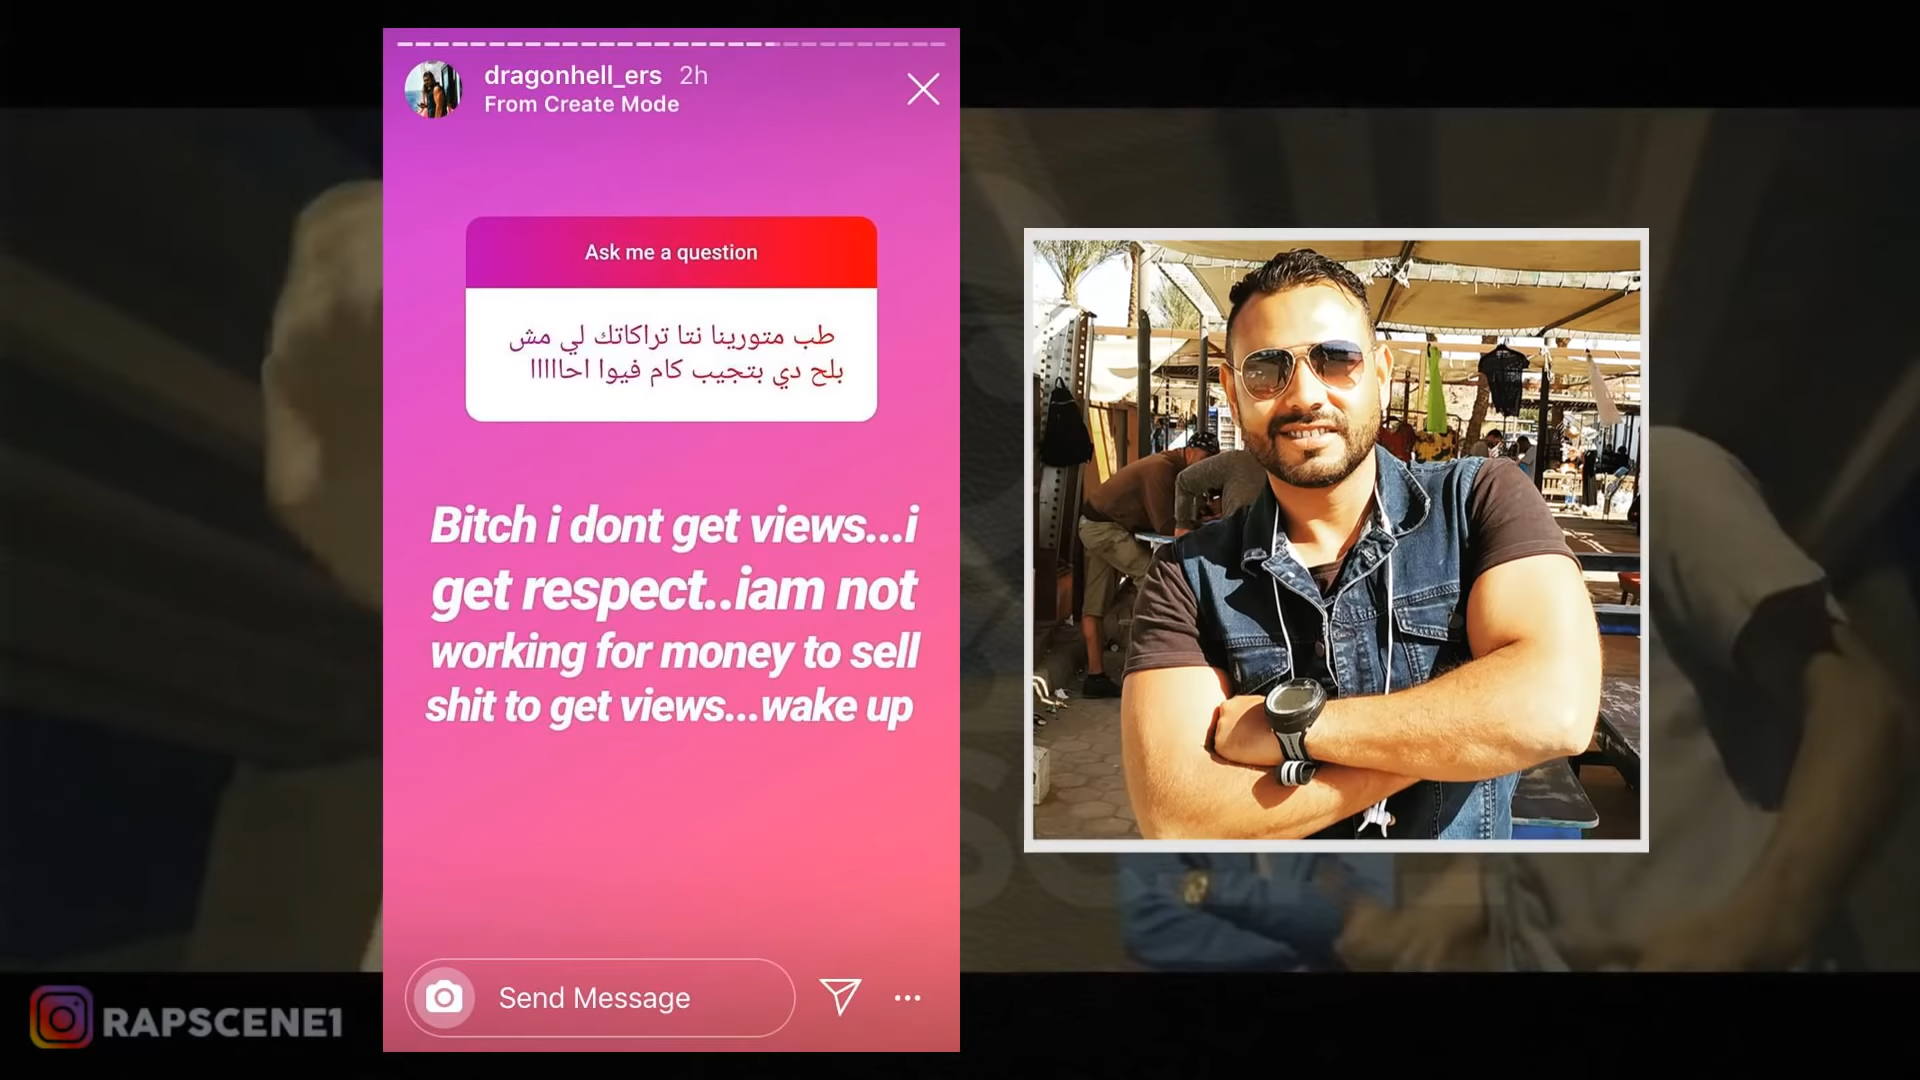 dragonhell_ers 2h
From Create Mode
Ask me a question
طب متورينا نتا تراكاتك لي مش
بلح دي بتجيب كام فيوا احااااا
Bitch i dont get views...i
get respect..iam not
working for money to sell
shit to get views...wake up
Send Message
RAPSCENE1